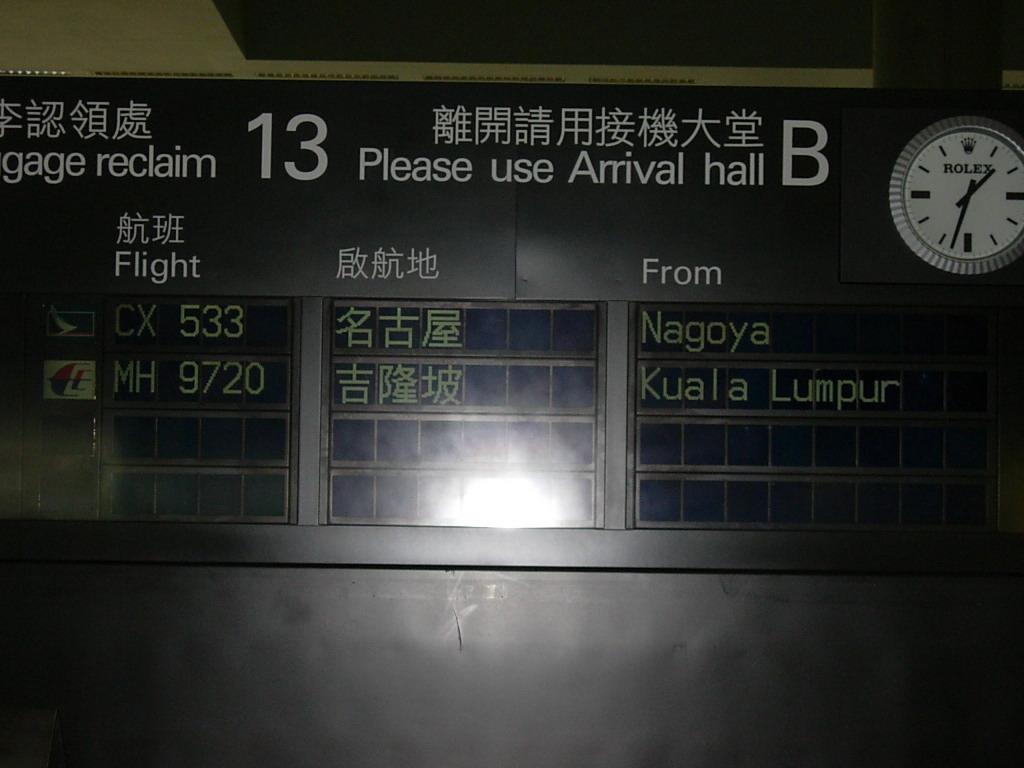 李認領處 13 離開請用接機大堂 B
ggage reclaim Please use Arrival hall
ROLEX
航班
Flight 啟航地 From
CX 533 名古屋 Nagoya
MH 9720 吉隆坡 Kuala Lumpur